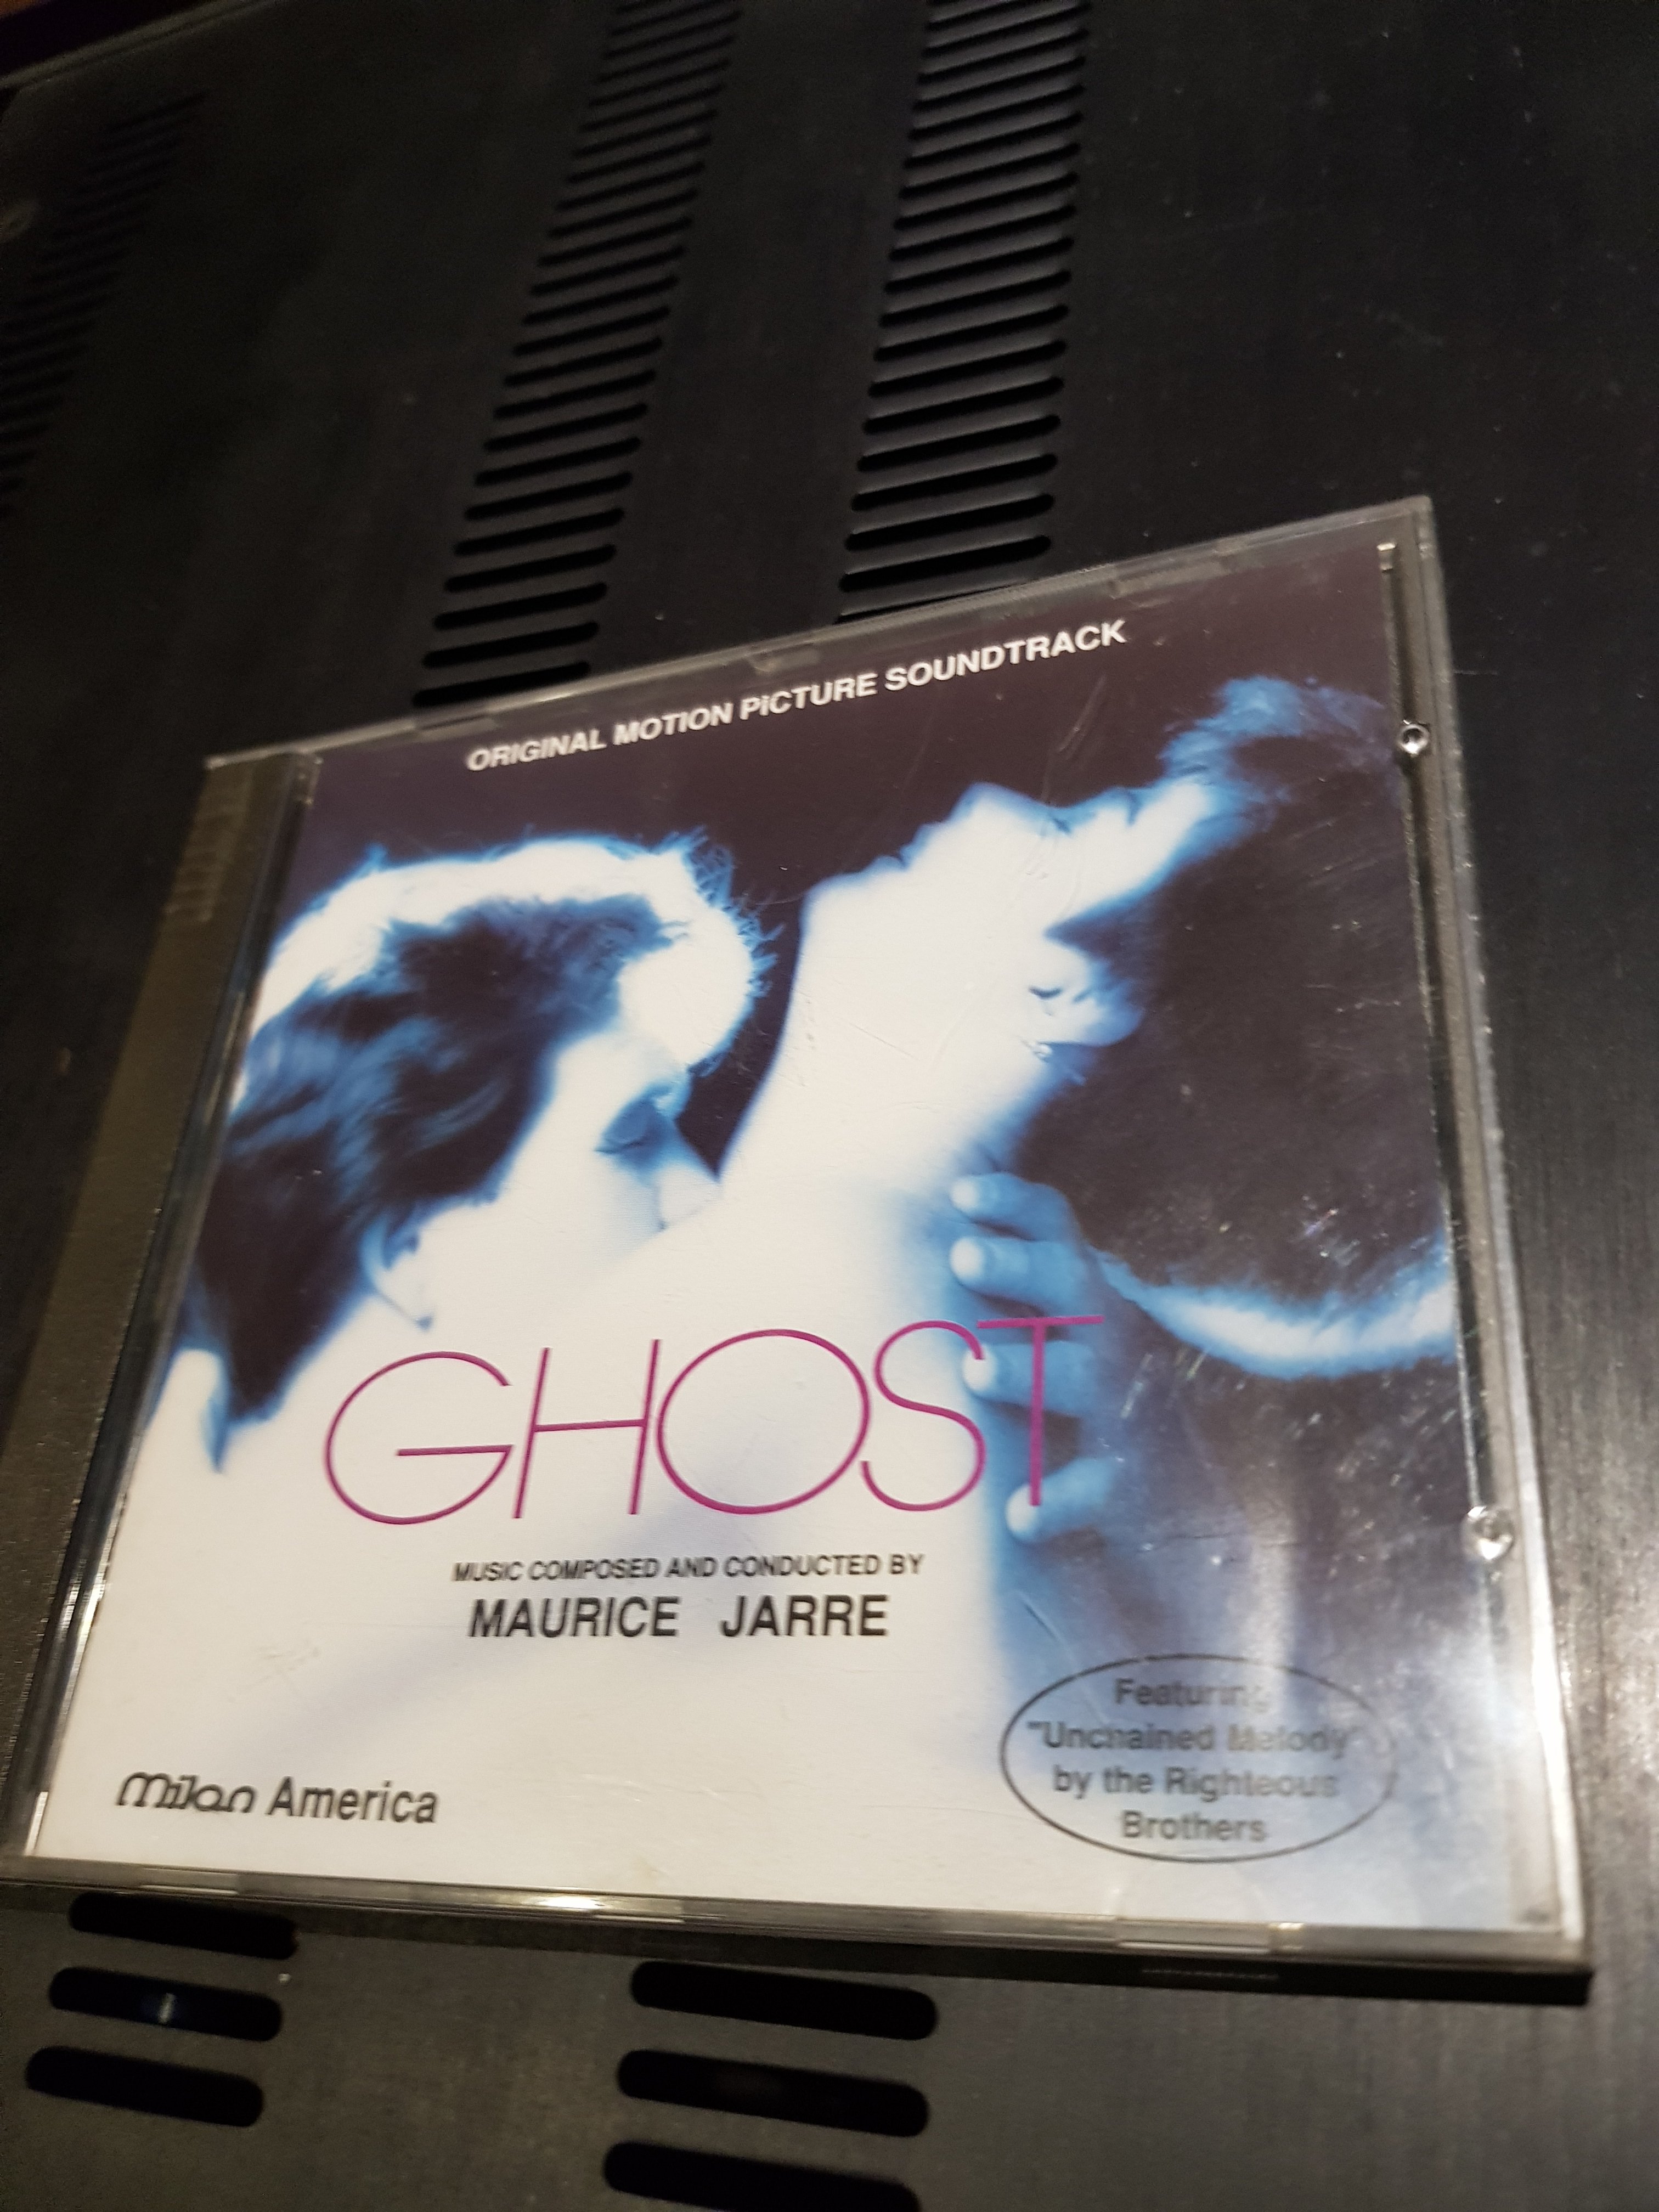 ORIGINAL MOTION PiCTURE SOUNDTRACK
GHOST
MUSIC COMPOSED AND CONDUCTED BY
MAURICE JARRE
Featuring
"Unchained Melody"
by the Righteous
Brothers
milan America